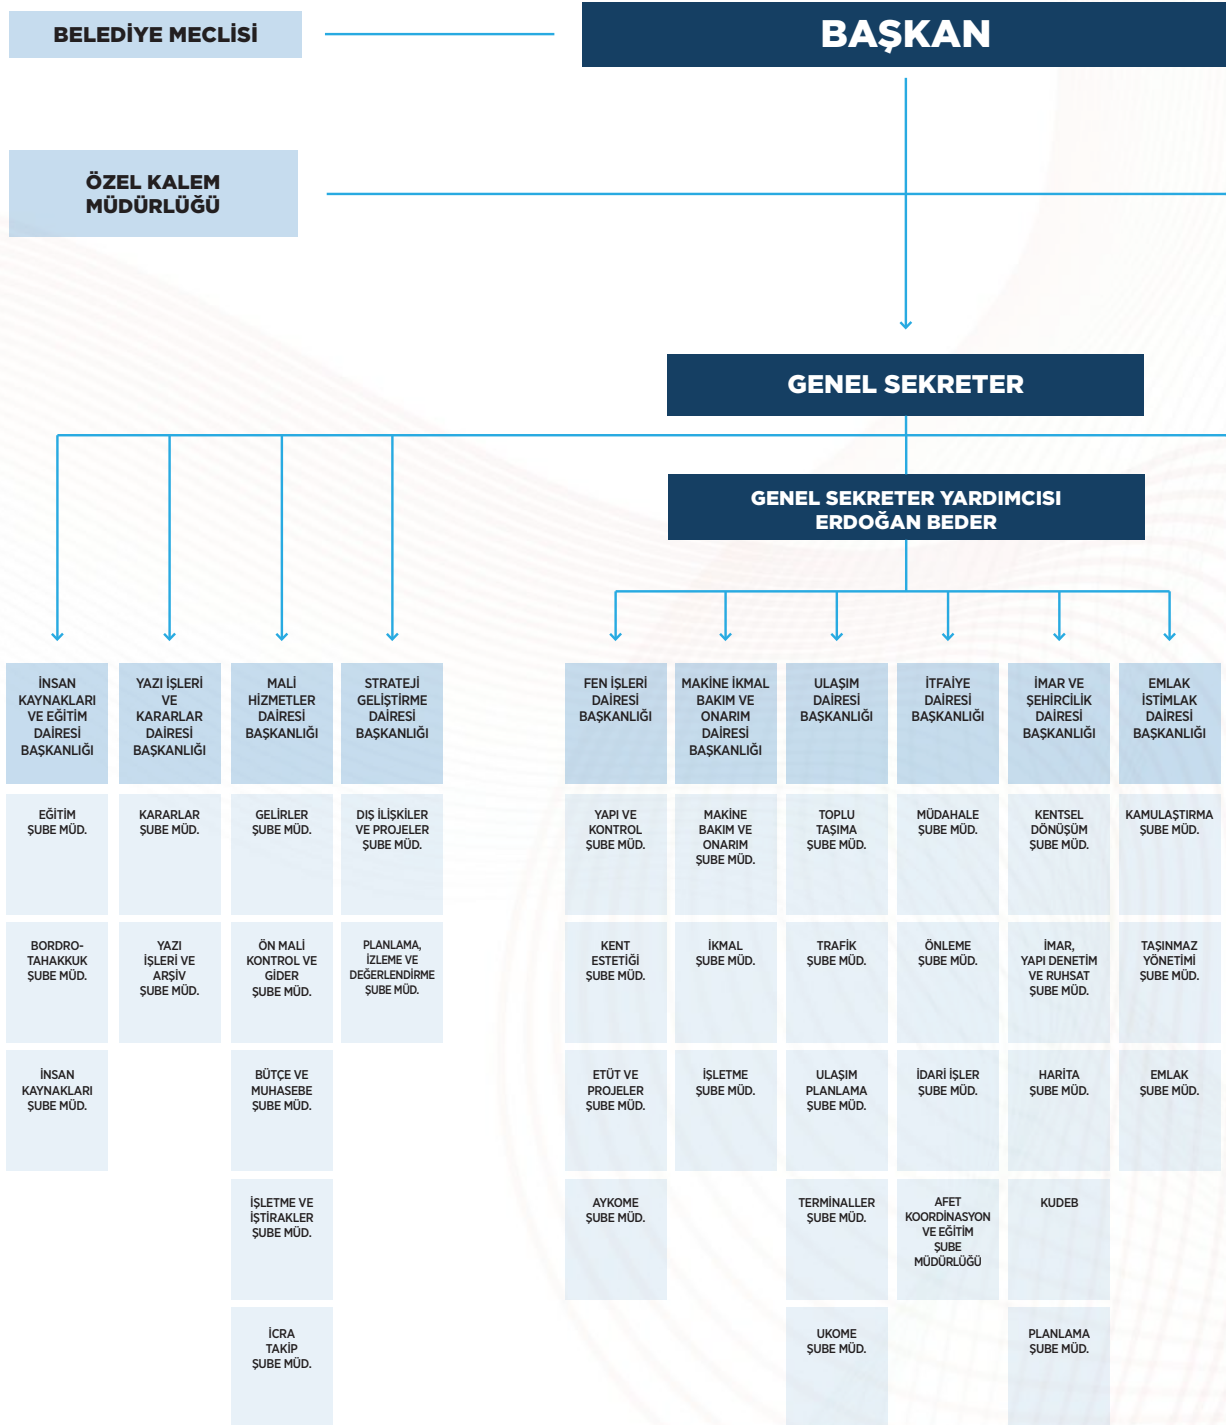 BELEDİYE MECLİSİ
BAŞKAN
ÖZEL KALEM
MÜDÜRLÜĞÜ
GENEL SEKRETER
GENEL SEKRETER YARDIMCISI
ERDOĞAN BEDER
İNSAN
KAYNAKLARI
VE EĞİTİM
DAİRESİ
BAŞKANLIĞI
YAZI İŞLERİ
VE
KARARLAR
DAİRESİ
BAŞKANLIĞI
MALİ
HİZMETLER
DAİRESİ
BAŞKANLIĞI
STRATEJİ
GELİŞTİRME
DAİRESİ
BAŞKANLIĞI
FEN İŞLERİ
DAİRESİ
BAŞKANLIĞI
MAKİNE İKMAL
BAKIM VE
ONARIM
DAİRESİ
BAŞKANLIĞI
ULAŞIM
DAİRESİ
BAŞKANLIĞI
İTFAİYE
DAİRESİ
BAŞKANLIĞI
İMAR VE
ŞEHİRCİLİK
DAİRESİ
BAŞKANLIĞI
EMLAK
İSTİMLAK
DAİRESİ
BAŞKANLIĞI
EĞİTİM
ŞUBE MÜD.
KARARLAR
ŞUBE MÜD.
GELİRLER
ŞUBE MÜD.
DIŞ İLİŞKİLER
VE PROJELER
ŞUBE MÜD.
YAPI VE
KONTROL
ŞUBE MÜD.
MAKİNE
BAKIM VE
ONARIM
ŞUBE MÜD.
TOPLU
TAŞIMA
ŞUBE MÜD.
MÜDAHALE
ŞUBE MÜD.
KENTSEL
DÖNÜŞÜM
ŞUBE MÜD.
KAMULAŞTIRMA
ŞUBE MÜD.
BORDRO-
TAHAKKUK
ŞUBE MÜD.
YAZI
İŞLERİ VE
ARŞİV
ŞUBE MÜD.
ÖN MALİ
KONTROL VE
GİDER
ŞUBE MÜD.
PLANLAMA,
İZLEME VE
DEĞERLENDİRME
ŞUBE MÜD.
KENT
ESTETİĞİ
ŞUBE MÜD.
İKMAL
ŞUBE MÜD.
TRAFİK
ŞUBE MÜD.
ÖNLEME
ŞUBE MÜD.
İMAR,
YAPI DENETİM
VE RUHSAT
ŞUBE MÜD.
TAŞINMAZ
YÖNETİMİ
ŞUBE MÜD.
İNSAN
KAYNAKLARI
ŞUBE MÜD.
BÜTÇE VE
MUHASEBE
ŞUBE MÜD.
ETÜT VE
PROJELER
ŞUBE MÜD.
İŞLETME
ŞUBE MÜD.
ULAŞIM
PLANLAMA
ŞUBE MÜD.
İDARİ İŞLER
ŞUBE MÜD.
HARİTA
ŞUBE MÜD.
EMLAK
ŞUBE MÜD.
İŞLETME VE
İŞTİRAKLER
ŞUBE MÜD.
AYKOME
ŞUBE MÜD.
TERMİNALLER
ŞUBE MÜD.
AFET
KOORDİNASYON
VE EĞİTİM
ŞUBE
MÜDÜRLÜĞÜ
KUDEB
İCRA
TAKİP
ŞUBE MÜD.
UKOME
ŞUBE MÜD.
PLANLAMA
ŞUBE MÜD.